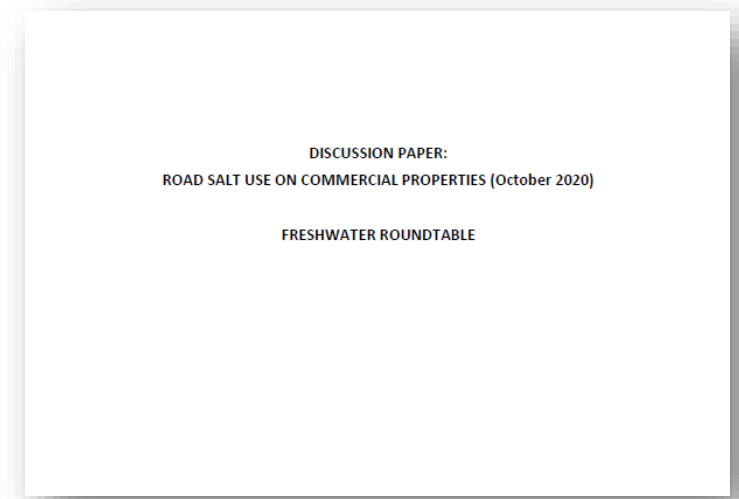 DISCUSSION PAPER:
ROAD SALT USE ON COMMERCIAL PROPERTIES (October 2020)
FRESHWATER ROUNDTABLE